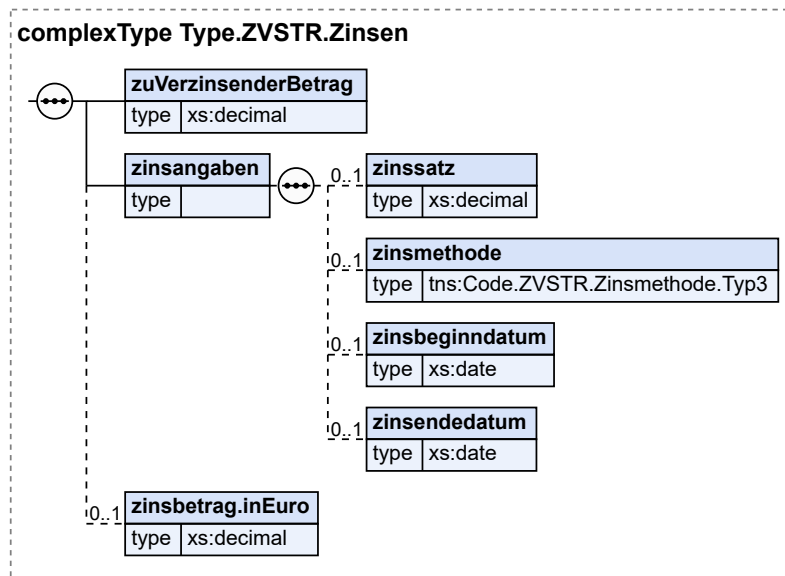 complexType Type.ZVSTR.Zinsen
zuVerzinsenderBetrag
type xs:decimal
zinsangaben
type
0..1 zinssatz
type xs:decimal
0..1 zinsmethode
type tns:Code.ZVSTR.Zinsmethode.Typ3
0..1 zinsbeginndatum
type xs:date
0..1 zinsendedatum
type xs:date
0..1 zinsbetrag.inEuro
type xs:decimal